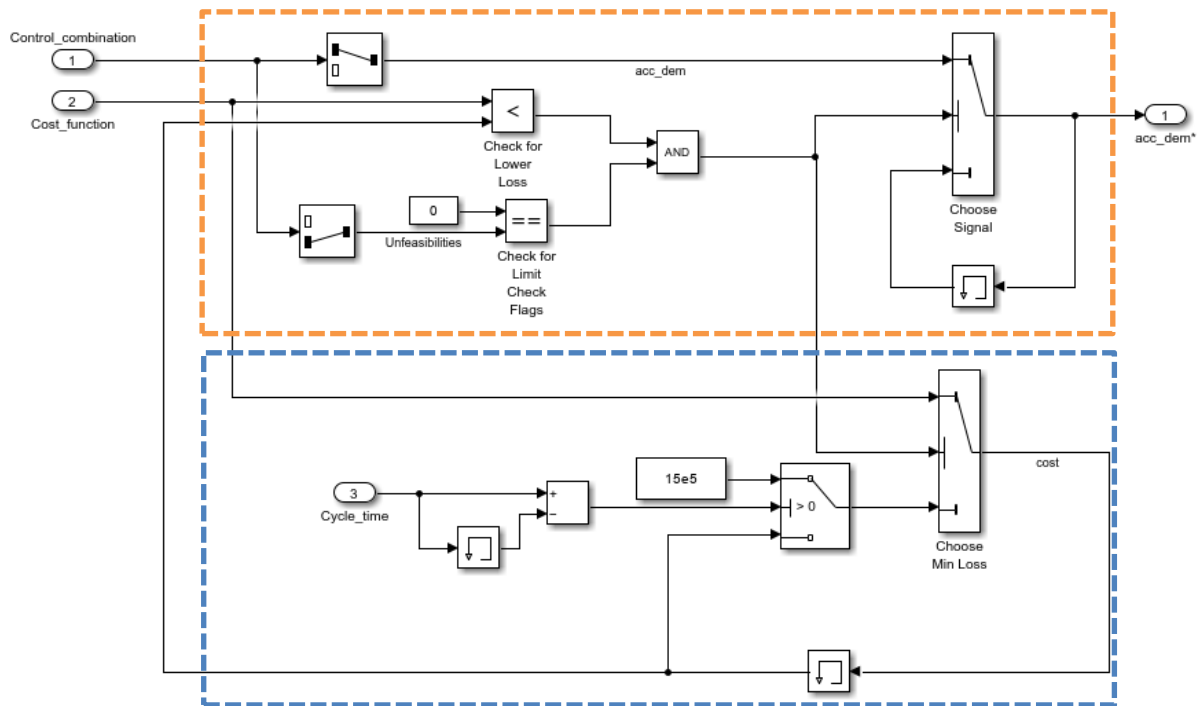 Control_combination
1
2
Cost_function
acc_dem
<
Check for
Lower
Loss
AND
0
Unfeasibilities
==
Check for
Limit
Check
Flags
Choose
Signal
1
acc_dem*
3
Cycle_time
+
−
15e5
> 0
Choose
Min Loss
cost